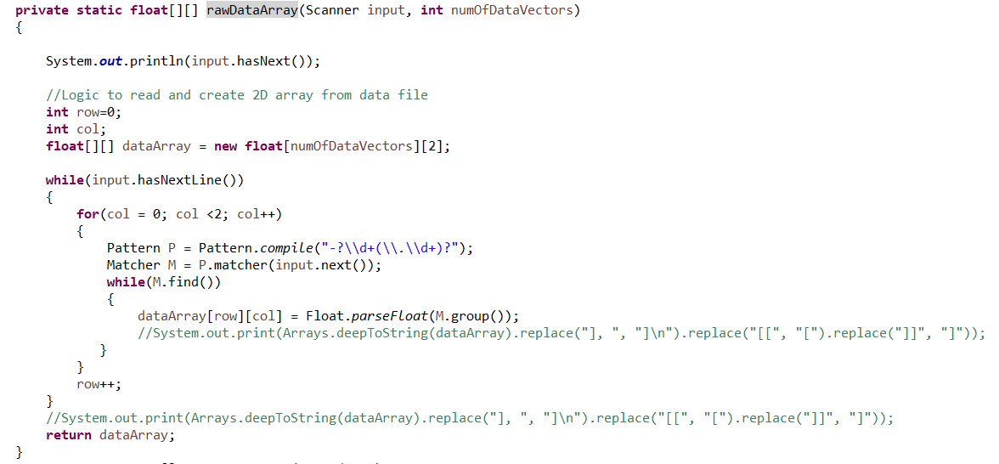 private static float[][] rawDataArray(Scanner input, int numOfDataVectors)
{
System.out.println(input.hasNext());
//Logic to read and create 2D array from data file
int row=0;
int col;
float[][] dataArray = new float[numOfDataVectors][2];
while(input.hasNextLine())
{
for(col = 0; col <2; col++)
{
Pattern P = Pattern.compile("-?\\d+(\\.\\d+)?");
Matcher M = P.matcher(input.next());
while(M.find())
{
dataArray[row][col] = Float.parseFloat(M.group());
//System.out.print(Arrays.deepToString(dataArray).replace("], ", "]\n").replace("[[", "[").replace("]]", "]"));
}
}
row++;
}
//System.out.print(Arrays.deepToString(dataArray).replace("], ", "]\n").replace("[[", "[").replace("]]", "]"));
return dataArray;
}